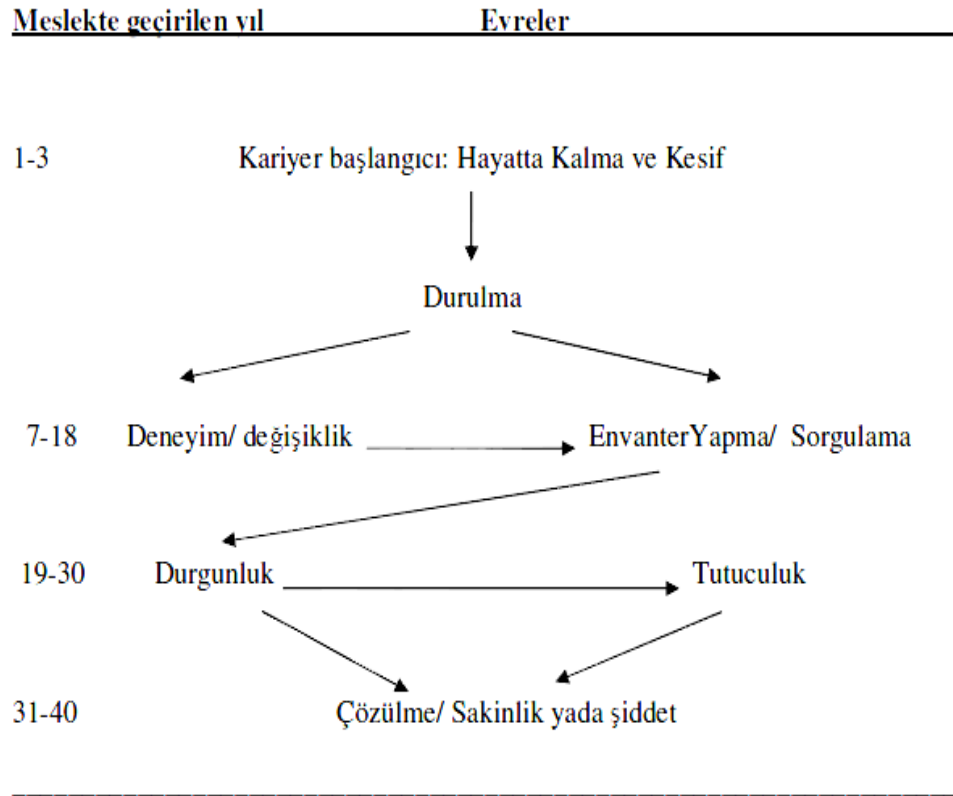 Meslekte geçirilen yıl Evreler
1-3 Kariyer başlangıcı: Hayatta Kalma ve Kesif
Durulma
7-18 Deneyim/ değişiklik EnvanterYapma/ Sorgulama
19-30 Durgunluk Tutuculuk
31-40 Çözülme/ Sakinlik yada şiddet